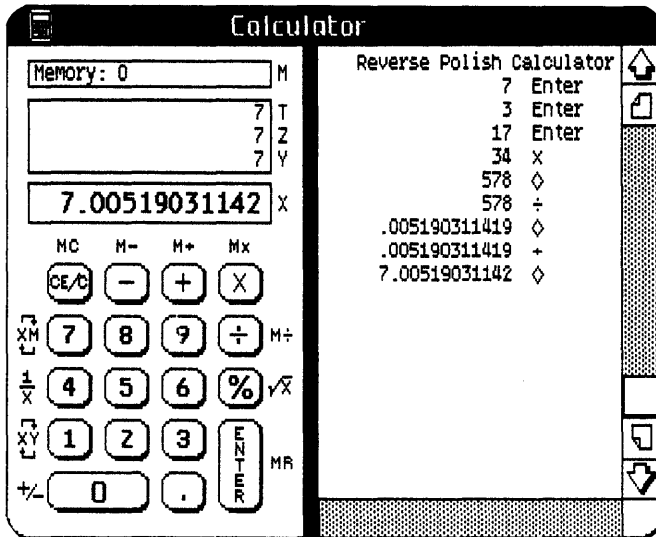 Calculator
Memory: 0 M
7 T
7 Z
7 Y
7.00519031142 X
MC M- M+ Mx
CE/C - + X
XM 7 8 9 ÷ M÷
1/X 4 5 6 % √X
XY 1 2 3 ENTER MR
+/- 0 .
Reverse Polish Calculator
7 Enter
3 Enter
17 Enter
34 x
578 ◊
578 ÷
.005190311419 ◊
.005190311419 +
7.00519031142 ◊